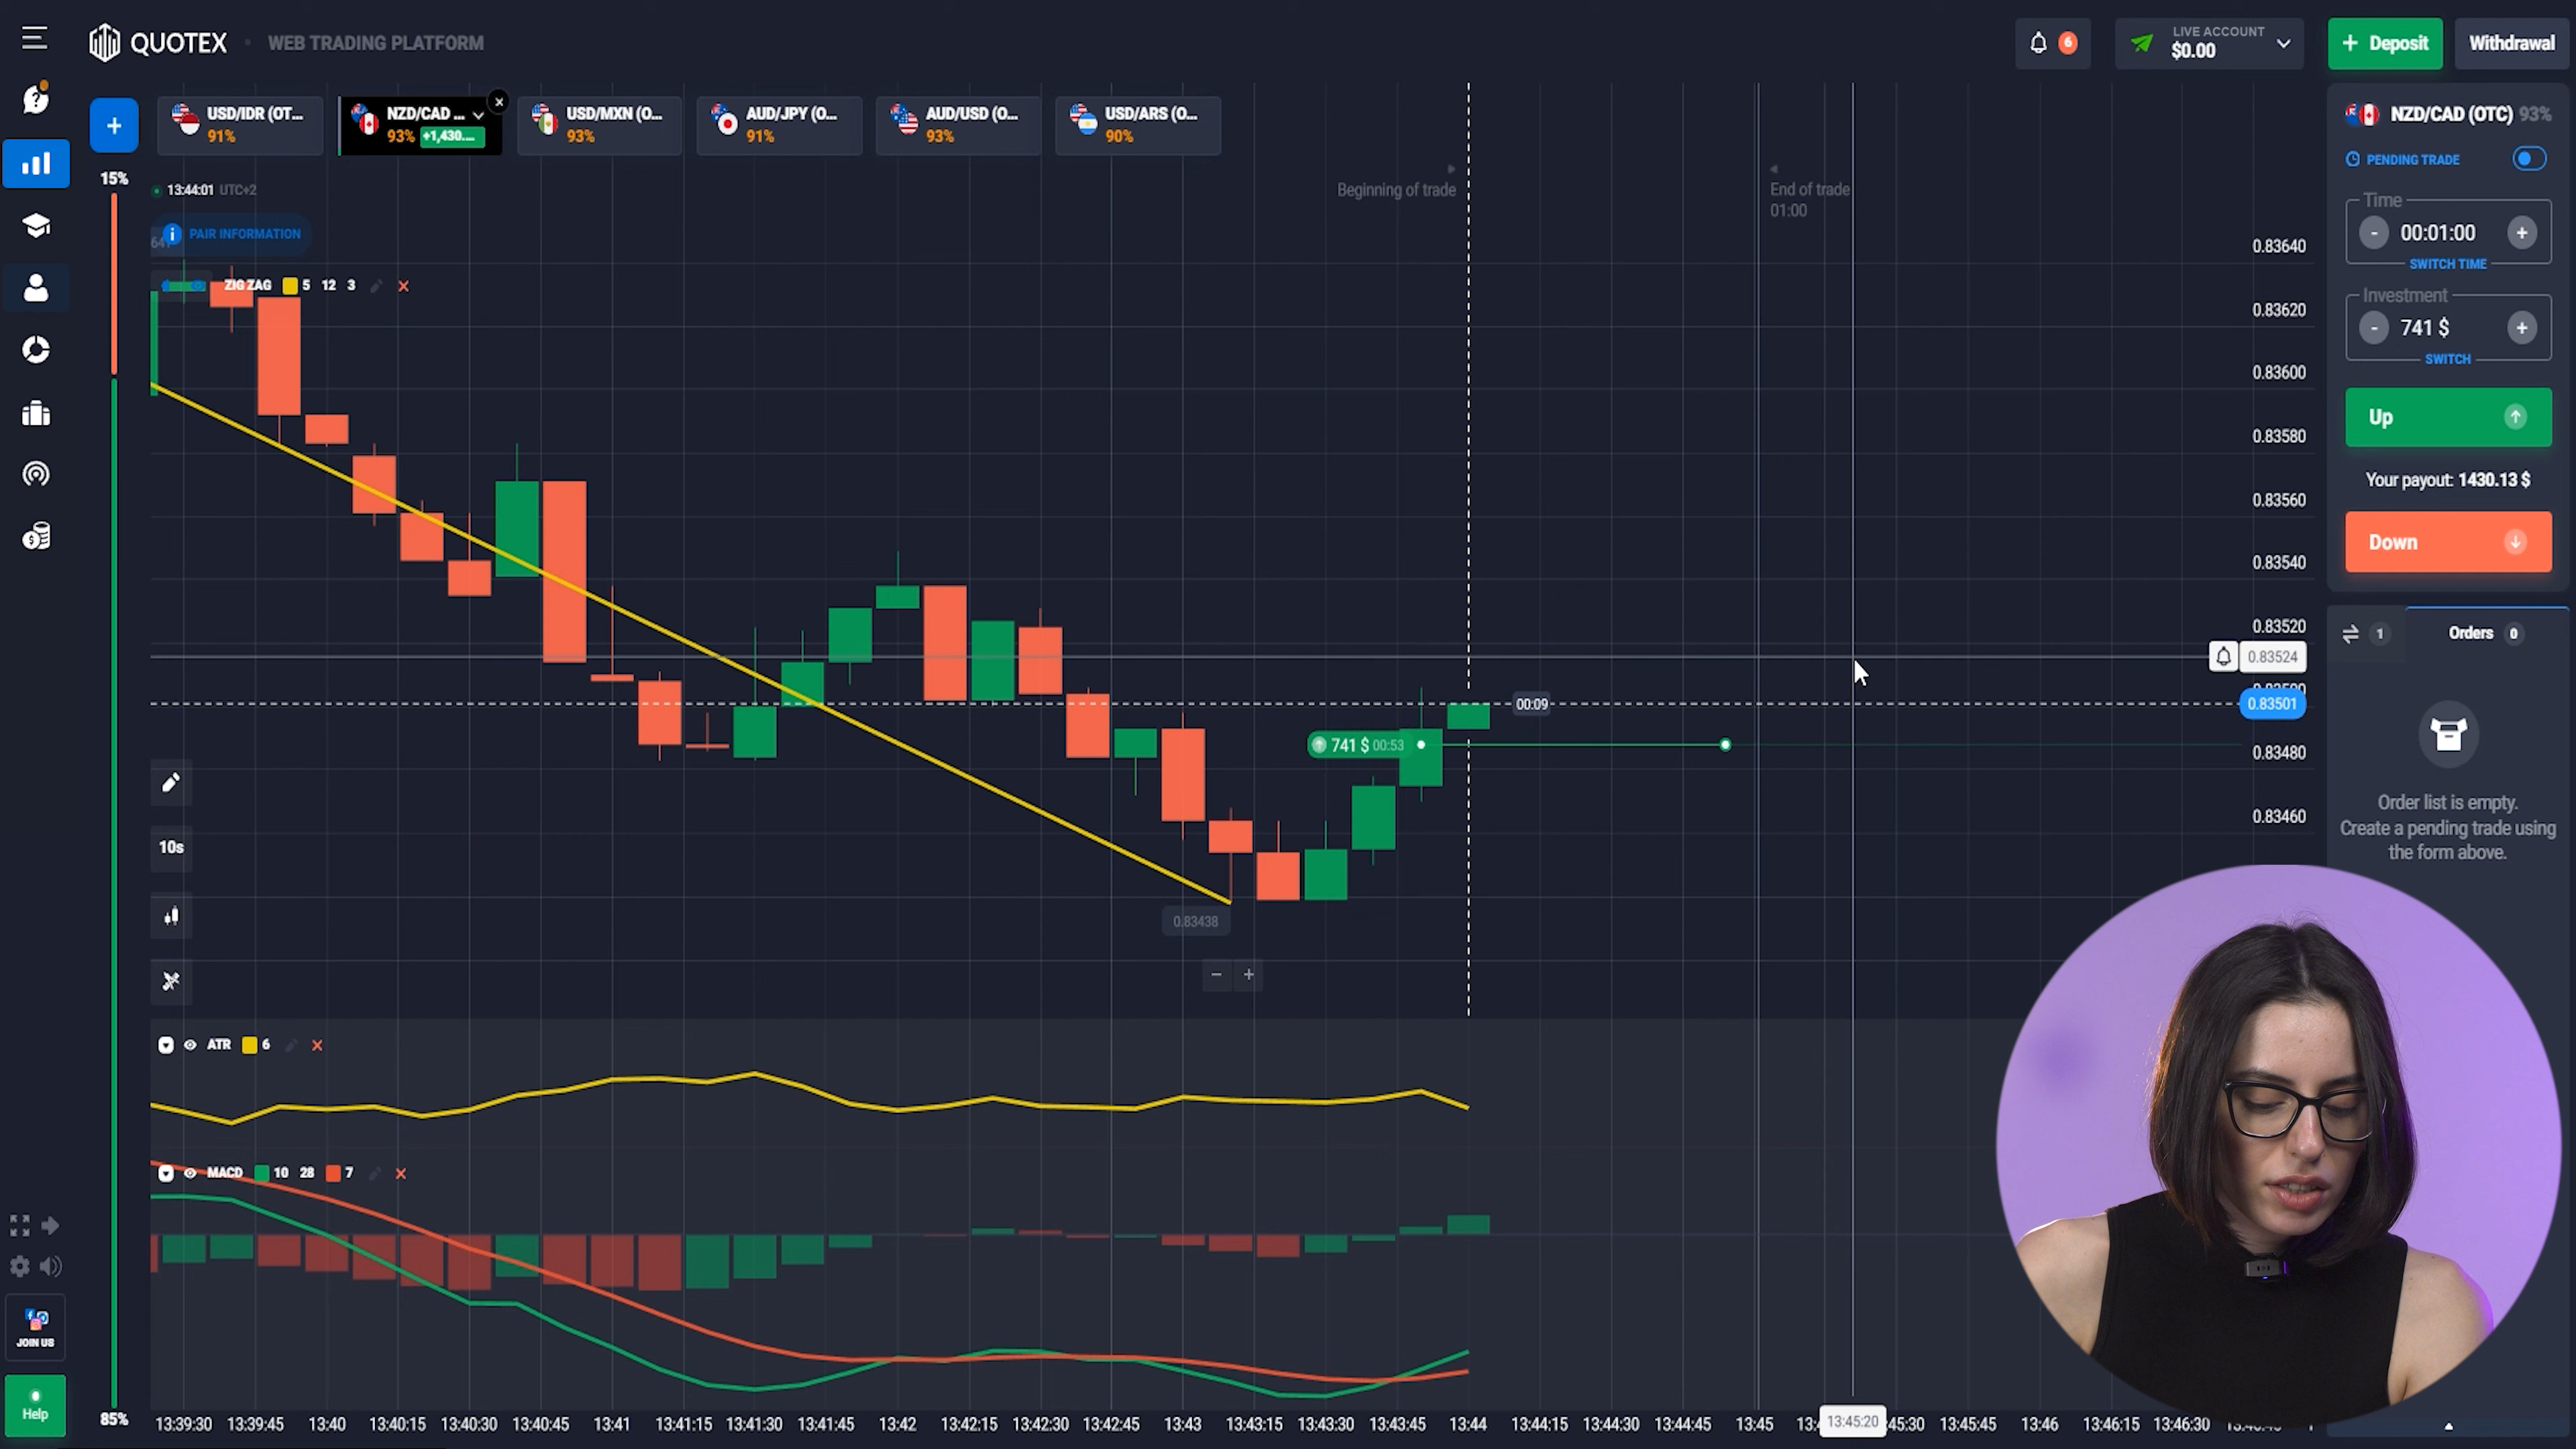 QUOTEX
WEB TRADING PLATFORM
6
LIVE ACCOUNT
$0.00
+ Deposit
Withdrawal
+
USD/IDR (OT...
91%
NZD/CAD ...
93% +1,430....
USD/MXN (O...
93%
AUD/JPY (O...
91%
AUD/USD (O...
93%
USD/ARS (O...
90%
15%
13:44:01 UTC+2
PAIR INFORMATION
ZIG ZAG 5 12 3
Beginning of trade
End of trade
01:00
0.83640
0.83620
0.83600
0.83580
0.83560
0.83540
0.83520
0.83524
0.83501
0.83480
0.83460
00:09
741 $ 00:53
0.83438
10s
- +
ATR 6
MACD 10 28 7
85%
13:39:30 13:39:45 13:40 13:40:15 13:40:30 13:40:45 13:41 13:41:15 13:41:30 13:41:45 13:42 13:42:15 13:42:30 13:42:45 13:43 13:43:15 13:43:30 13:43:45 13:44 13:44:15 13:44:30 13:44:45 13:45 13:45:20 :45:30 13:45:45 13:46 13:46:15 13:46:30
JOIN US
Help
NZD/CAD (OTC) 93%
PENDING TRADE
Time
- 00:01:00 +
SWITCH TIME
Investment
- 741 $ +
SWITCH
Up
Your payout: 1430.13 $
Down
1
Orders 0
Order list is empty.
Create a pending trade using
the form above.